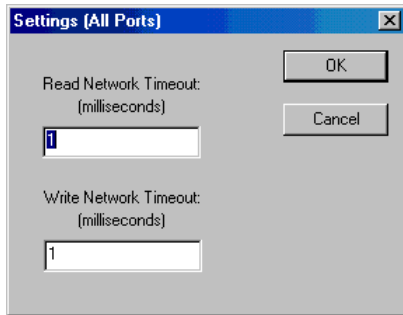 Settings (All Ports)
OK
Read Network Timeout:
(milliseconds)
Cancel
1
Write Network Timeout:
(milliseconds)
1